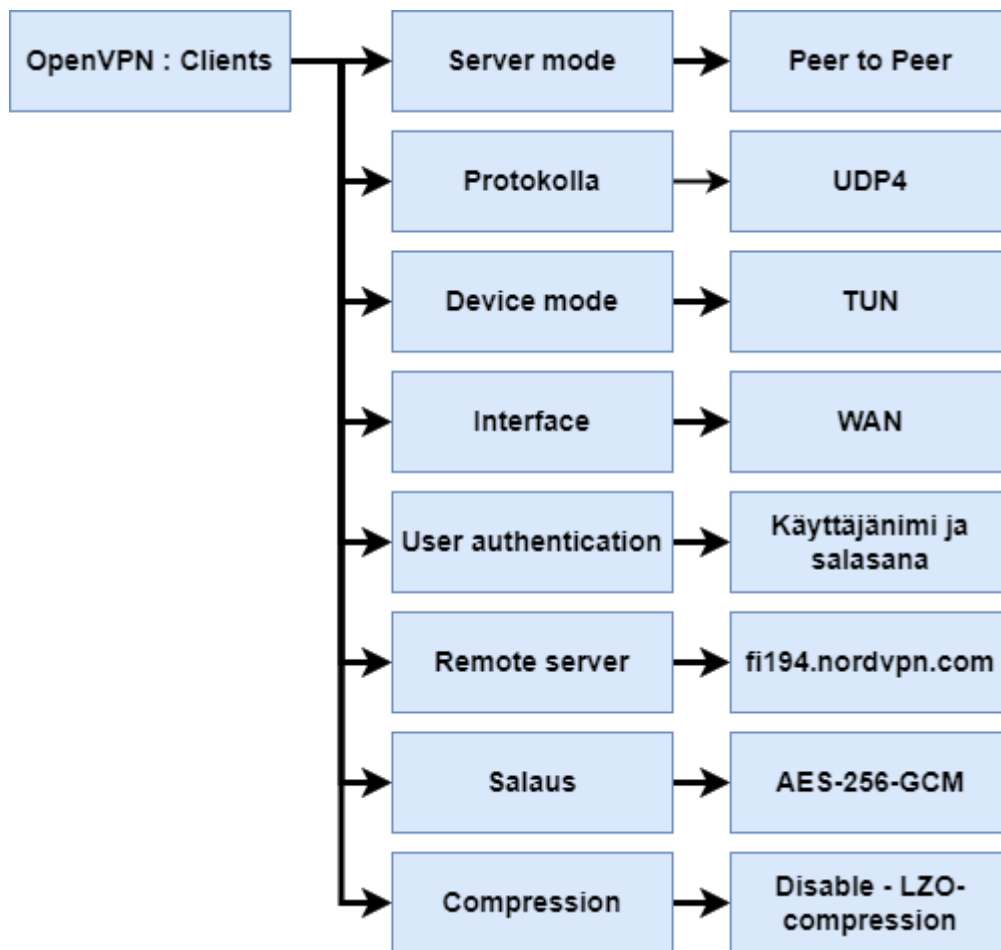 OpenVPN : Clients
Server mode
Peer to Peer
Protokolla
UDP4
Device mode
TUN
Interface
WAN
User authentication
Käyttäjänimi ja
salasana
Remote server
fi194.nordvpn.com
Salaus
AES-256-GCM
Compression
Disable - LZO-
compression